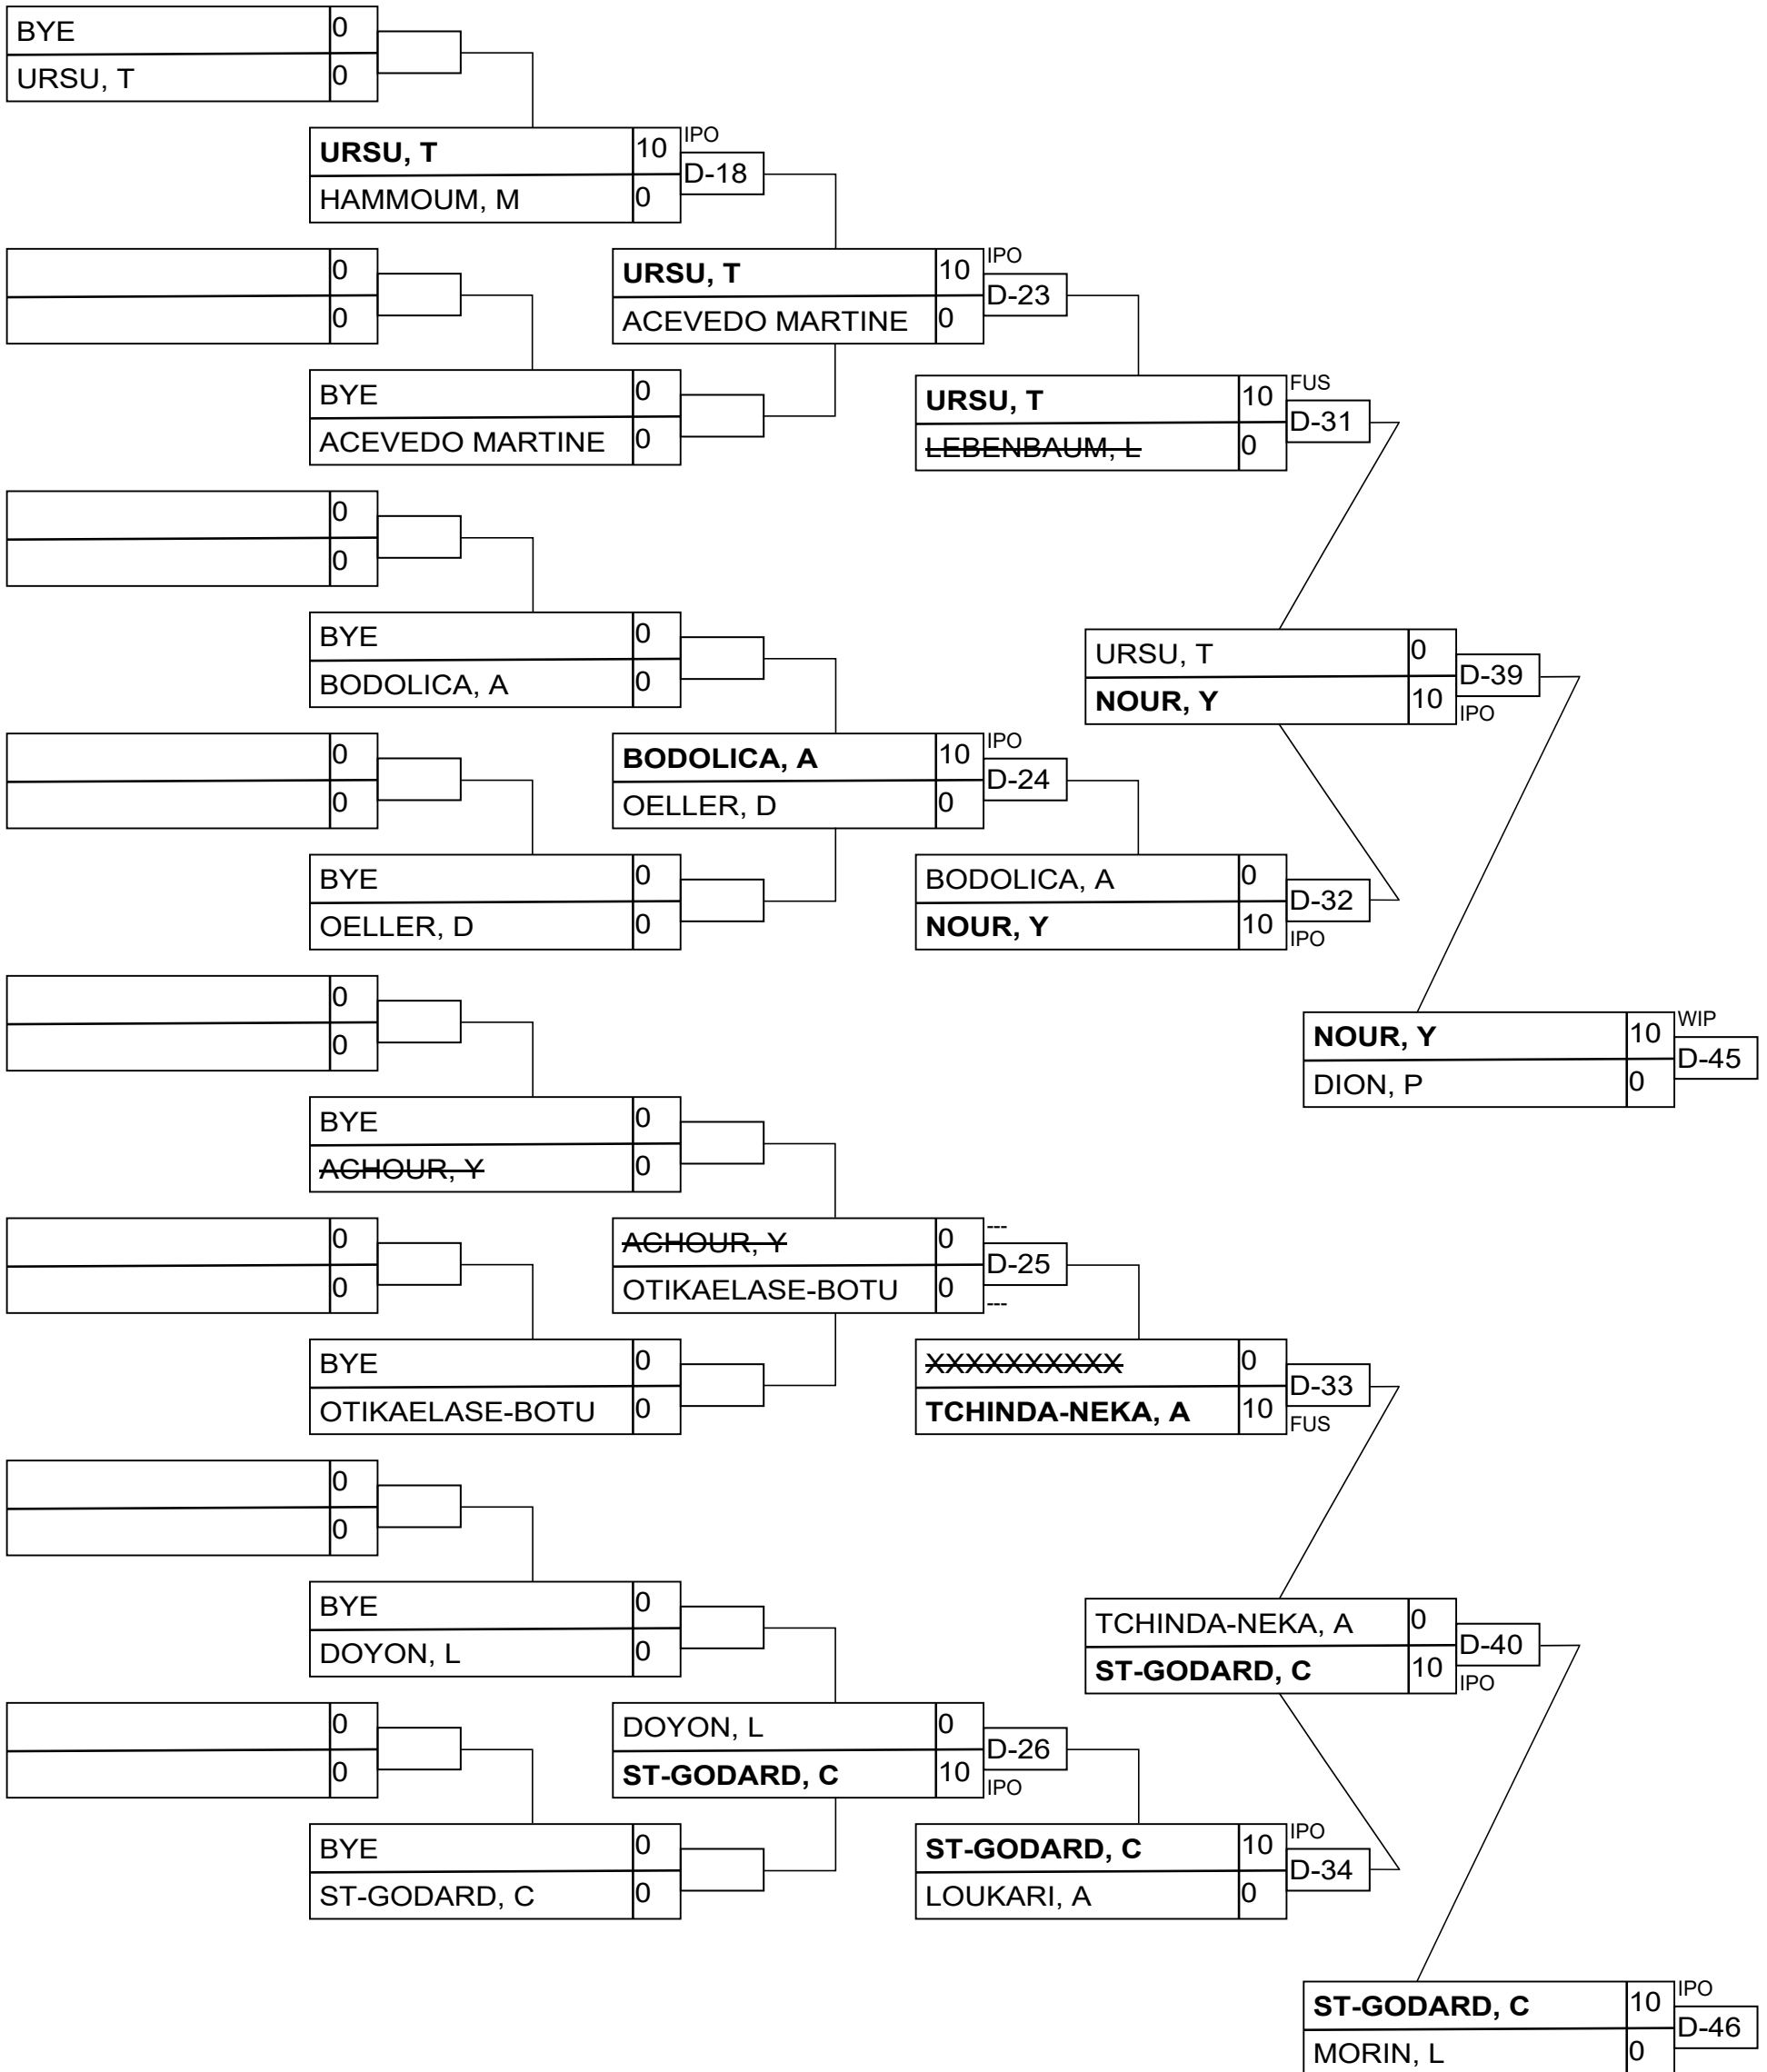 BYE 0
URSU, T 0
URSU, T 10 IPO
D-18
HAMMOUM, M 0
0
0
URSU, T 10 IPO
D-23
ACEVEDO MARTINE 0
BYE 0
ACEVEDO MARTINE 0
URSU, T 10 FUS
D-31
LEBENBAUM, L 0
0
0
BYE 0
BODOLICA, A 0
URSU, T 0
D-39
NOUR, Y 10 IPO
0
0
BODOLICA, A 10 IPO
D-24
OELLER, D 0
BYE 0
OELLER, D 0
BODOLICA, A 0
D-32
NOUR, Y 10 IPO
0
0
NOUR, Y 10 WIP
D-45
DION, P 0
BYE 0
ACHOUR, Y 0
0
0
ACHOUR, Y 0 ---
D-25
OTIKAELASE-BOTU 0 ---
BYE 0
OTIKAELASE-BOTU 0
XXXXXXXXXX 0
D-33
TCHINDA-NEKA, A 10 FUS
0
0
BYE 0
DOYON, L 0
TCHINDA-NEKA, A 0
D-40
ST-GODARD, C 10 IPO
0
0
DOYON, L 0
D-26
ST-GODARD, C 10 IPO
BYE 0
ST-GODARD, C 0
ST-GODARD, C 10 IPO
D-34
LOUKARI, A 0
ST-GODARD, C 10 IPO
D-46
MORIN, L 0